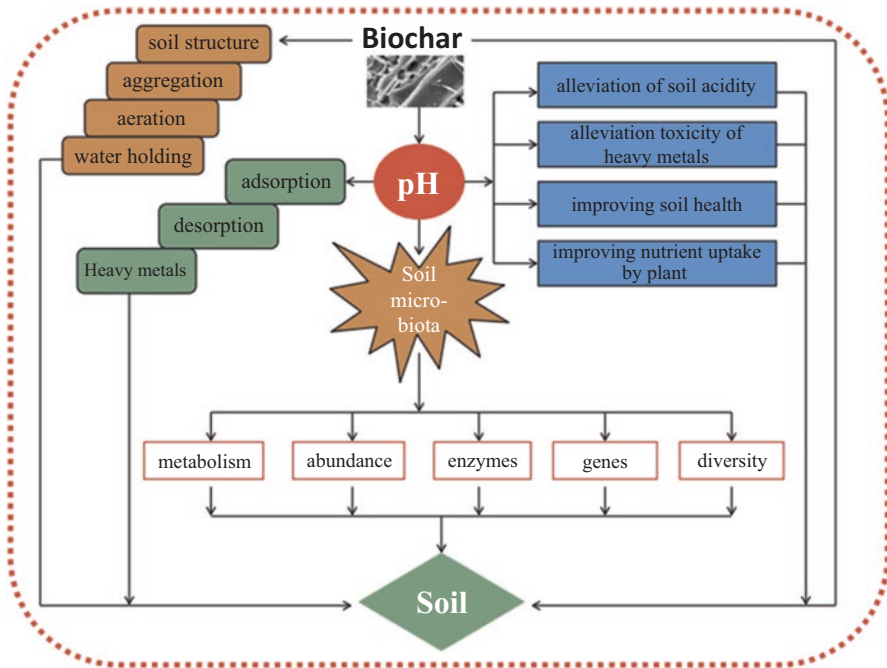 Biochar
soil structure
aggregation
aeration
water holding
adsorption
desorption
Heavy metals
pH
alleviation of soil acidity
alleviation toxicity of
heavy metals
improving soil health
improving nutrient uptake
by plant
Soil
micro-
biota
metabolism
abundance
enzymes
genes
diversity
Soil